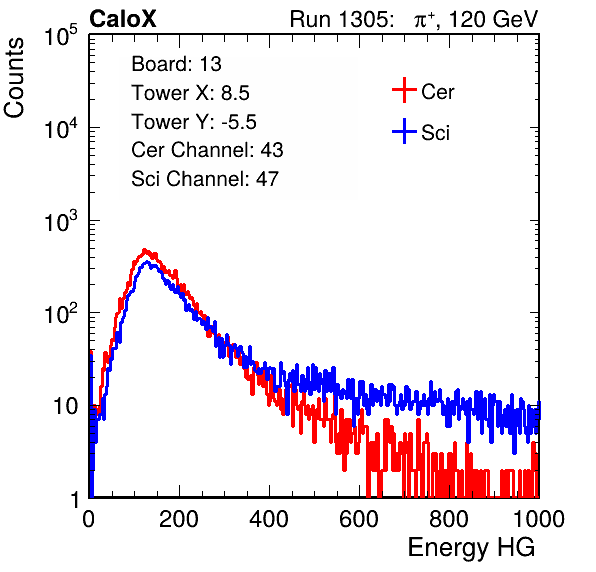 CaloX Run 1305: π⁺, 120 GeV
Counts
10⁵
10⁴
10³
10²
10
1
Board: 13
Tower X: 8.5
Tower Y: -5.5
Cer Channel: 43
Sci Channel: 47
Cer
Sci
0 200 400 600 800 1000
Energy HG